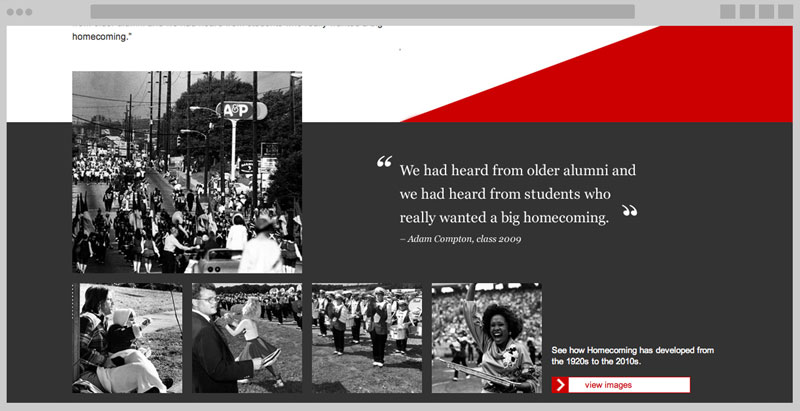 homecoming.”
A&P
“We had heard from older alumni and
we had heard from students who
really wanted a big homecoming.”
– Adam Compton, class 2009
See how Homecoming has developed from
the 1920s to the 2010s.
view images